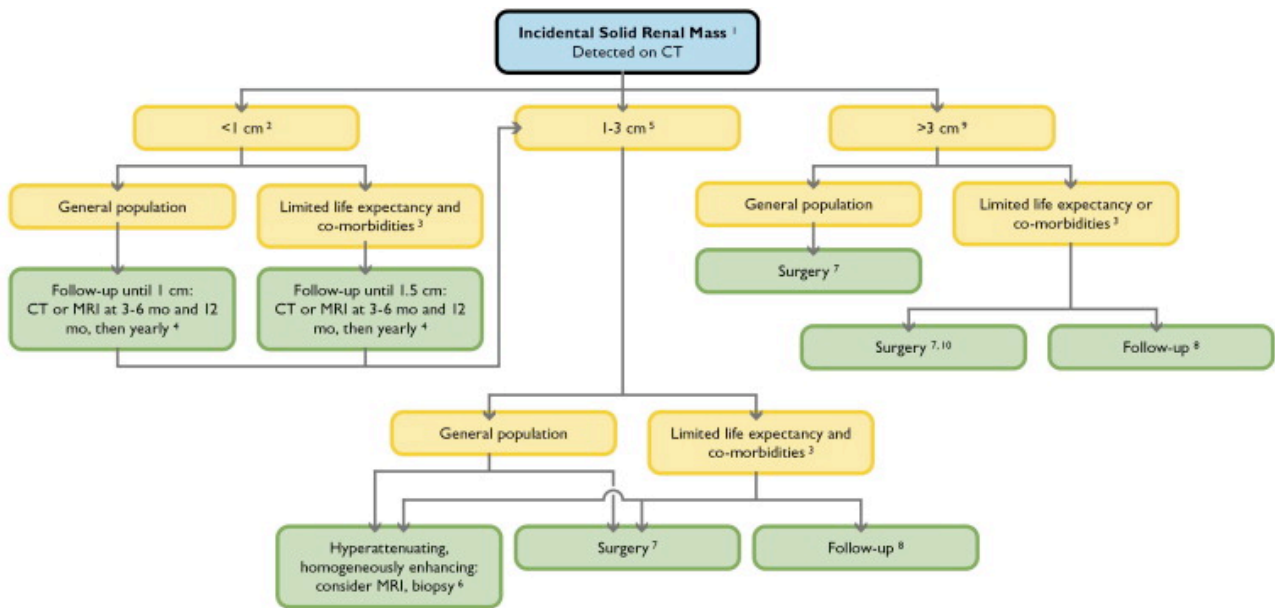 Incidental Solid Renal Mass 1
Detected on CT
<1 cm 2
1-3 cm 5
>3 cm 9
General population
Limited life expectancy and
co-morbidities 3
General population
Limited life expectancy or
co-morbidities 3
Follow-up until 1 cm:
CT or MRI at 3-6 mo and 12
mo, then yearly 4
Follow-up until 1.5 cm:
CT or MRI at 3-6 mo and 12
mo, then yearly 4
Surgery 7
Surgery 7, 10
Follow-up 8
General population
Limited life expectancy and
co-morbidities 3
Hyperattenuating,
homogeneously enhancing:
consider MRI, biopsy 6
Surgery 7
Follow-up 8